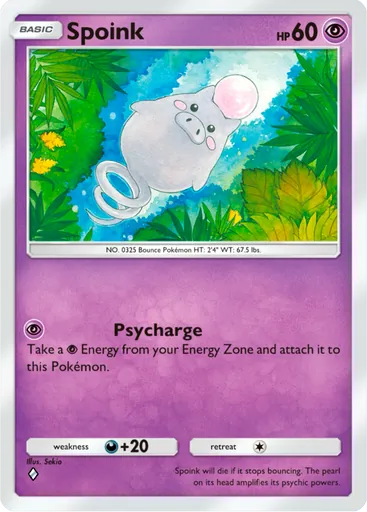 BASIC Spoink HP 60
NO. 0325 Bounce Pokémon HT: 2'4" WT: 67.5 lbs.
Psycharge
Take a Energy from your Energy Zone and attach it to
this Pokémon.
weakness +20 retreat
Illus. Sekio
Spoink will die if it stops bouncing. The pearl
on its head amplifies its psychic powers.